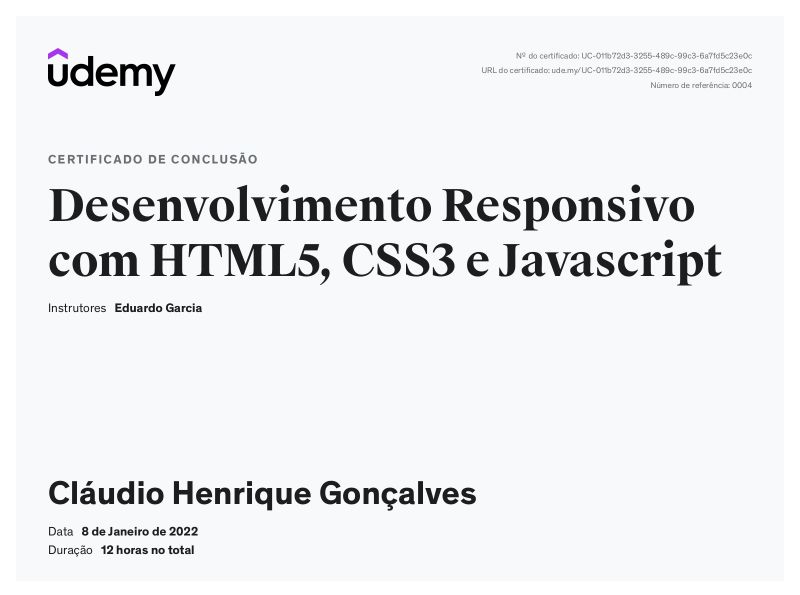 udemy
Nº do certificado: UC-011b72d3-3255-489c-99c3-6a7fd5c23e0c
URL do certificado: ude.my/UC-011b72d3-3255-489c-99c3-6a7fd5c23e0c
Número de referência: 0004
CERTIFICADO DE CONCLUSÃO
Desenvolvimento Responsivo
com HTML5, CSS3 e Javascript
Instrutores Eduardo Garcia
Cláudio Henrique Gonçalves
Data 8 de Janeiro de 2022
Duração 12 horas no total